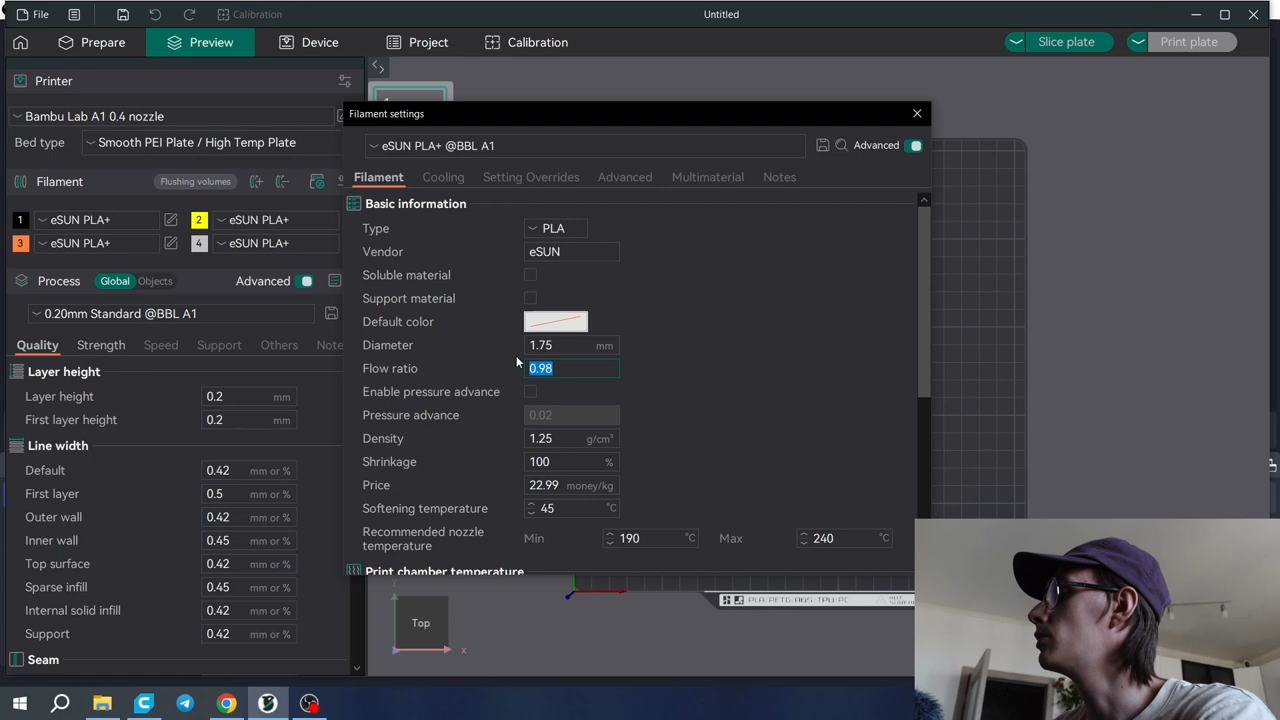 File
Calibration
Untitled
Prepare
Preview
Device
Project
Calibration
Slice plate
Print plate
Printer
Bambu Lab A1 0.4 nozzle
Bed type
Smooth PEI Plate / High Temp Plate
Filament
Flushing volumes
1 eSUN PLA+
2 eSUN PLA+
3 eSUN PLA+
4 eSUN PLA+
Process
Global
Objects
Advanced
0.20mm Standard @BBL A1
Quality
Strength
Speed
Support
Others
Note
Layer height
Layer height 0.2 mm
First layer height 0.2 mm
Line width
Default 0.42 mm or %
First layer 0.5 mm or %
Outer wall 0.42 mm or %
Inner wall 0.45 mm or %
Top surface 0.42 mm or %
Sparse infill 0.45 mm or %
Internal solid infill 0.42 mm or %
Support 0.42 mm or %
Seam
Filament settings
eSUN PLA+ @BBL A1
Advanced
Filament
Cooling
Setting Overrides
Advanced
Multimaterial
Notes
Basic information
Type PLA
Vendor eSUN
Soluble material
Support material
Default color
Diameter 1.75 mm
Flow ratio 0.98
Enable pressure advance
Pressure advance 0.02
Density 1.25 g/cm³
Shrinkage 100 %
Price 22.99 money/kg
Softening temperature 45 °C
Recommended nozzle
temperature
Min 190 °C Max 240 °C
Print chamber temperature
Top
x
PLA/PETG/ABS/TPU/PC